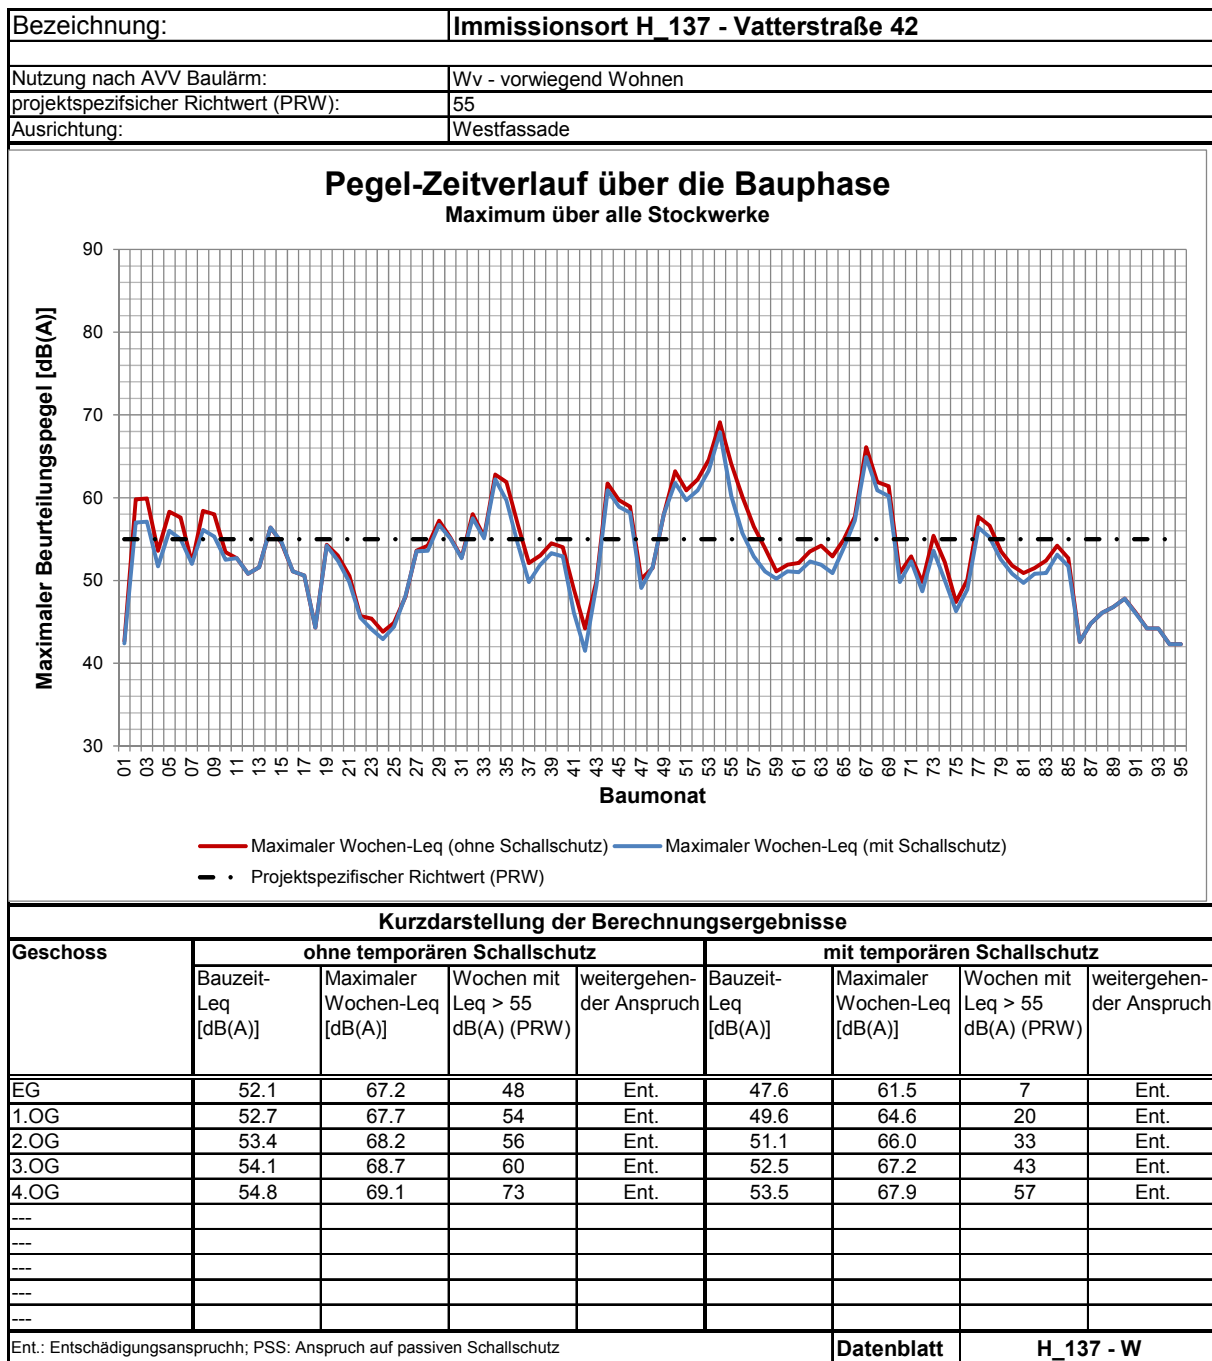 Bezeichnung: Immissionsort H_137 - Vatterstraße 42
Nutzung nach AVV Baulärm: Wv - vorwiegend Wohnen
projektspezifsicher Richtwert (PRW): 55
Ausrichtung: Westfassade
Pegel-Zeitverlauf über die Bauphase
Maximum über alle Stockwerke
Maximaler Beurteilungspegel [dB(A)]
90
80
70
60
50
40
30
01 03 05 07 09 11 13 15 17 19 21 23 25 27 29 31 33 35 37 39 41 43 45 47 49 51 53 55 57 59 61 63 65 67 69 71 73 75 77 79 81 83 85 87 89 91 93 95
Baumonat
Maximaler Wochen-Leq (ohne Schallschutz) Maximaler Wochen-Leq (mit Schallschutz)
Projektspezifischer Richtwert (PRW)
Kurzdarstellung der Berechnungsergebnisse
Geschoss ohne temporären Schallschutz mit temporären Schallschutz
Bauzeit- Maximaler Wochen mit weitergehen- Bauzeit- Maximaler Wochen mit weitergehen-
Leq Wochen-Leq Leq > 55 der Anspruch Leq Wochen-Leq Leq > 55 der Anspruch
[dB(A)] [dB(A)] dB(A) (PRW) [dB(A)] [dB(A)] dB(A) (PRW)
EG 52.1 67.2 48 Ent. 47.6 61.5 7 Ent.
1.OG 52.7 67.7 54 Ent. 49.6 64.6 20 Ent.
2.OG 53.4 68.2 56 Ent. 51.1 66.0 33 Ent.
3.OG 54.1 68.7 60 Ent. 52.5 67.2 43 Ent.
4.OG 54.8 69.1 73 Ent. 53.5 67.9 57 Ent.
---
---
---
---
---
Ent.: Entschädigungsanspruchh; PSS: Anspruch auf passiven Schallschutz Datenblatt H_137 - W